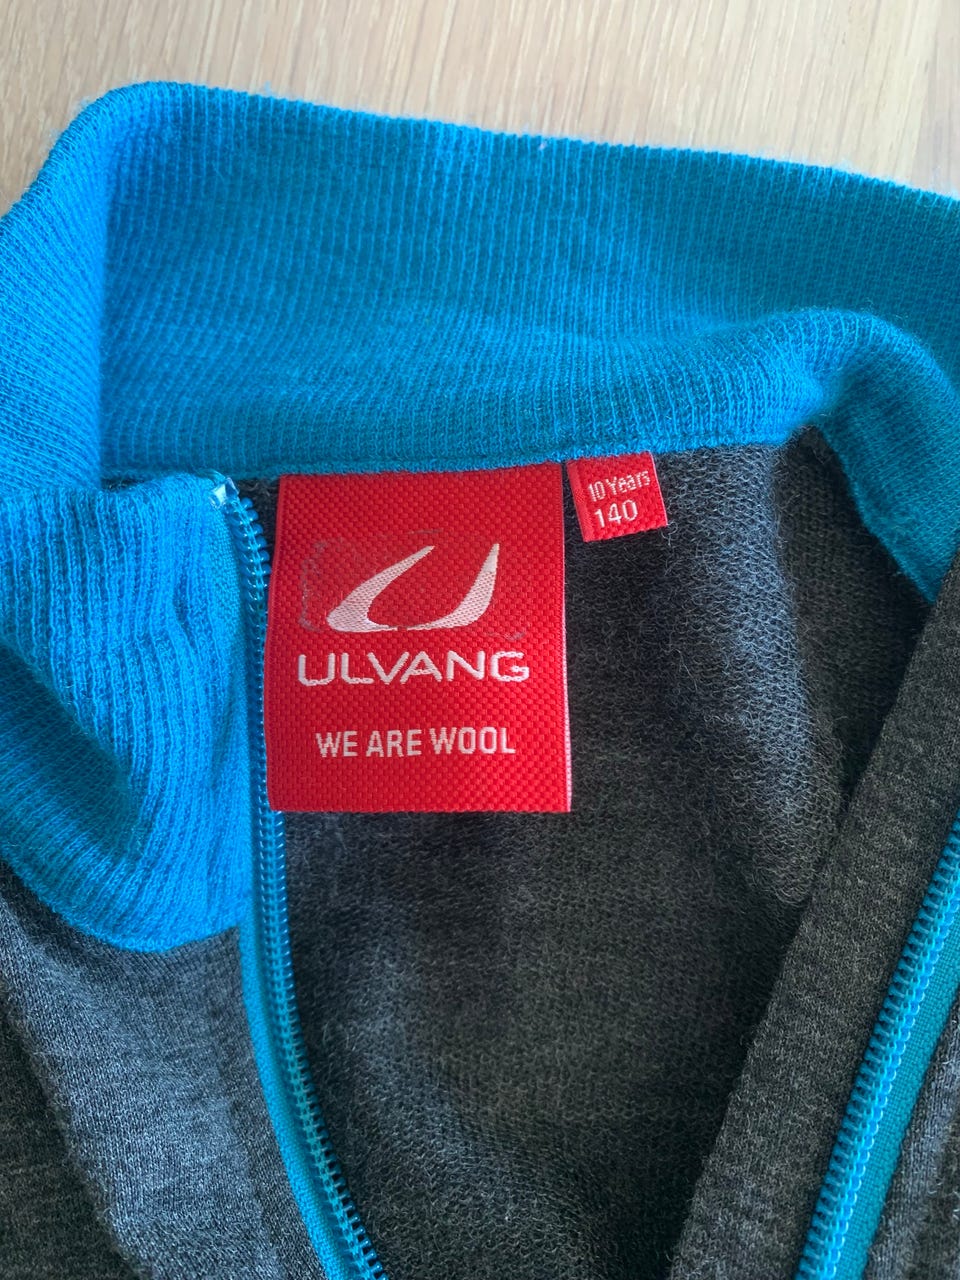 10 Years
140
ULVANG
WE ARE WOOL